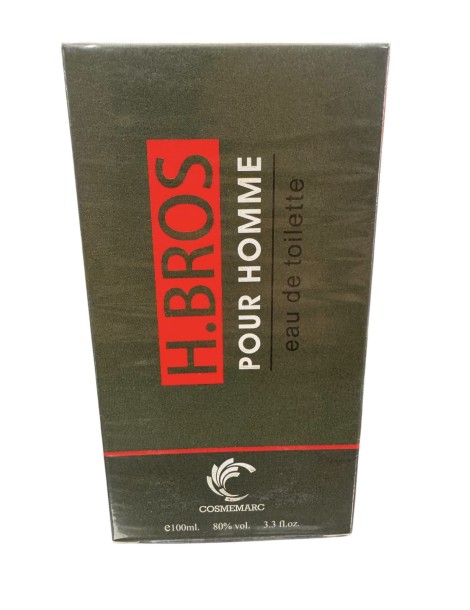 H.BROS
POUR HOMME
eau de toilette
COSMEMARC
℮100ml. 80% vol. 3.3 fl.oz.